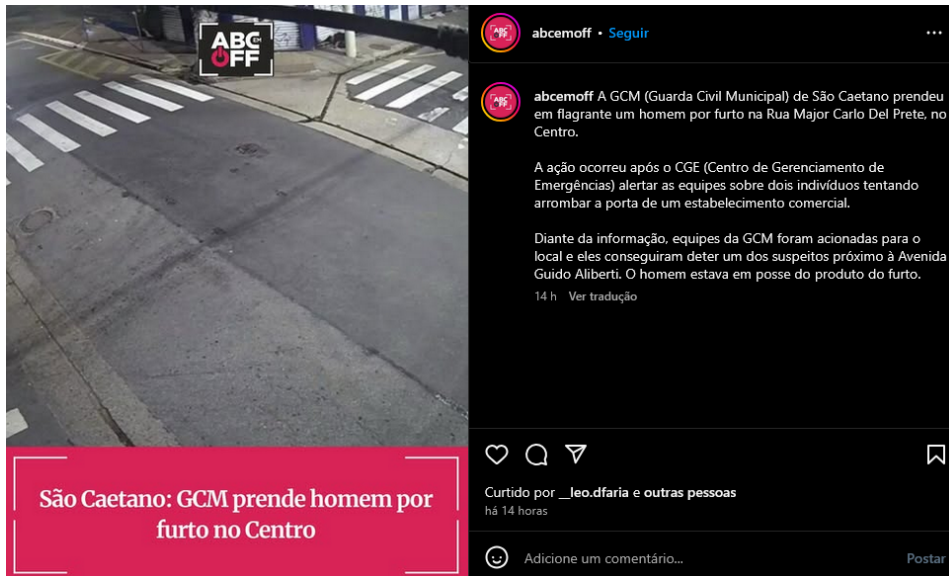 ABC EM
OFF
São Caetano: GCM prende homem por
furto no Centro
abcemoff • Seguir
abcemoff A GCM (Guarda Civil Municipal) de São Caetano prendeu
em flagrante um homem por furto na Rua Major Carlo Del Prete, no
Centro.
A ação ocorreu após o CGE (Centro de Gerenciamento de
Emergências) alertar as equipes sobre dois indivíduos tentando
arrombar a porta de um estabelecimento comercial.
Diante da informação, equipes da GCM foram acionadas para o
local e eles conseguiram deter um dos suspeitos próximo à Avenida
Guido Aliberti. O homem estava em posse do produto do furto.
14 h Ver tradução
Curtido por __leo.dfaria e outras pessoas
há 14 horas
Adicione um comentário... Postar